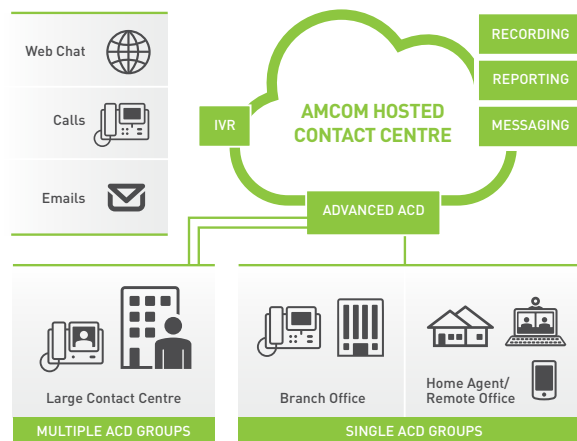 Web Chat
Calls
Emails
IVR
AMCOM HOSTED
CONTACT CENTRE
RECORDING
REPORTING
MESSAGING
ADVANCED ACD
Large Contact Centre
MULTIPLE ACD GROUPS
Branch Office
Home Agent/
Remote Office
SINGLE ACD GROUPS